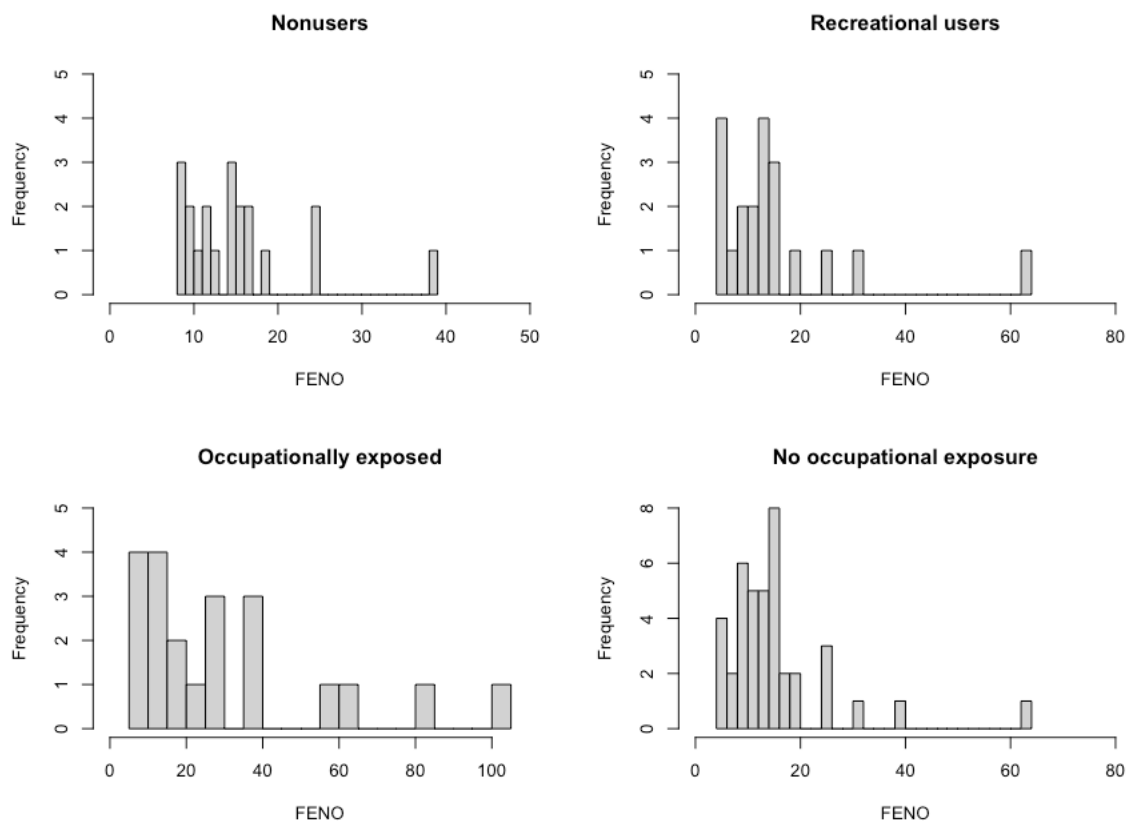 Nonusers
5
4
3
2
1
0
Frequency
0 10 20 30 40 50
FENO
Recreational users
5
4
3
2
1
0
Frequency
0 20 40 60 80
FENO
Occupationally exposed
5
4
3
2
1
0
Frequency
0 20 40 60 80 100
FENO
No occupational exposure
8
6
4
2
0
Frequency
0 20 40 60 80
FENO